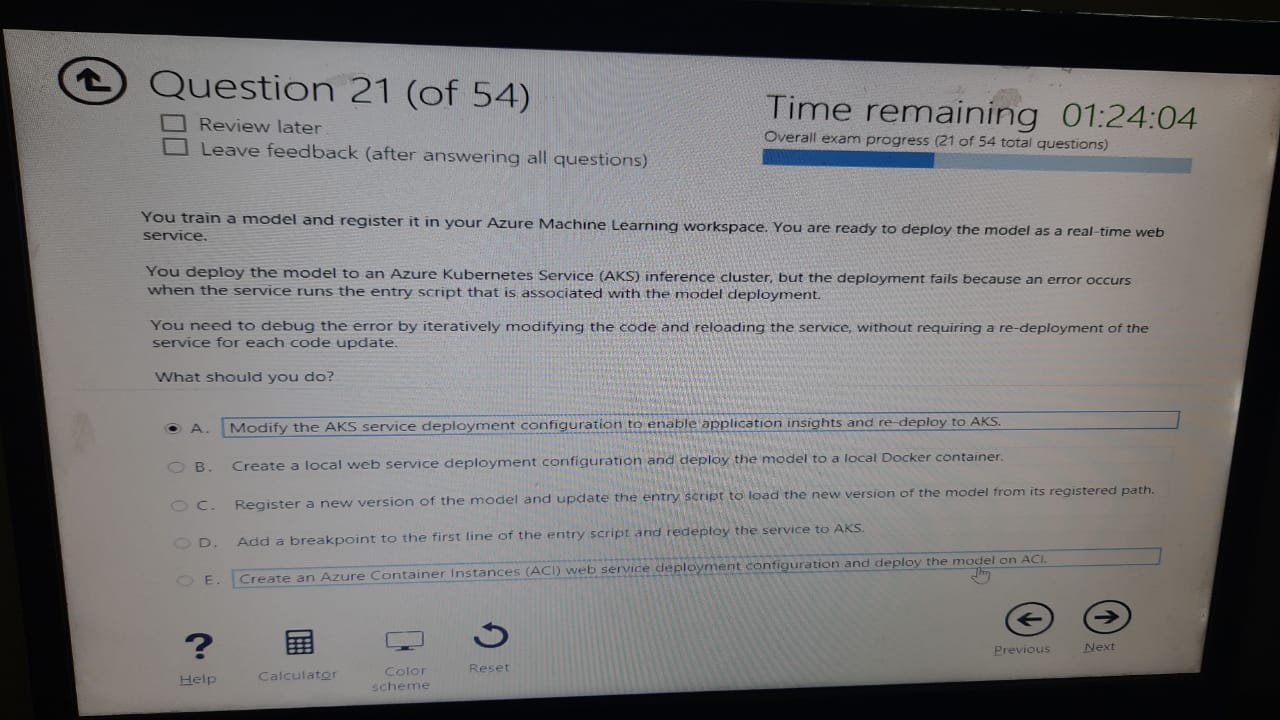 Question 21 (of 54)
Review later
Leave feedback (after answering all questions)
Time remaining 01:24:04
Overall exam progress (21 of 54 total questions)
You train a model and register it in your Azure Machine Learning workspace. You are ready to deploy the model as a real-time web
service.
You deploy the model to an Azure Kubernetes Service (AKS) inference cluster, but the deployment fails because an error occurs
when the service runs the entry script that is associated with the model deployment.
You need to debug the error by iteratively modifying the code and reloading the service, without requiring a re-deployment of the
service for each code update.
What should you do?
A. Modify the AKS service deployment configuration to enable application insights and re-deploy to AKS.
B. Create a local web service deployment configuration and deploy the model to a local Docker container.
C. Register a new version of the model and update the entry script to load the new version of the model from its registered path.
D. Add a breakpoint to the first line of the entry script and redeploy the service to AKS.
E. Create an Azure Container Instances (ACI) web service deployment configuration and deploy the model on ACI.
?
Help
Calculator
Color
scheme
Reset
Previous
Next